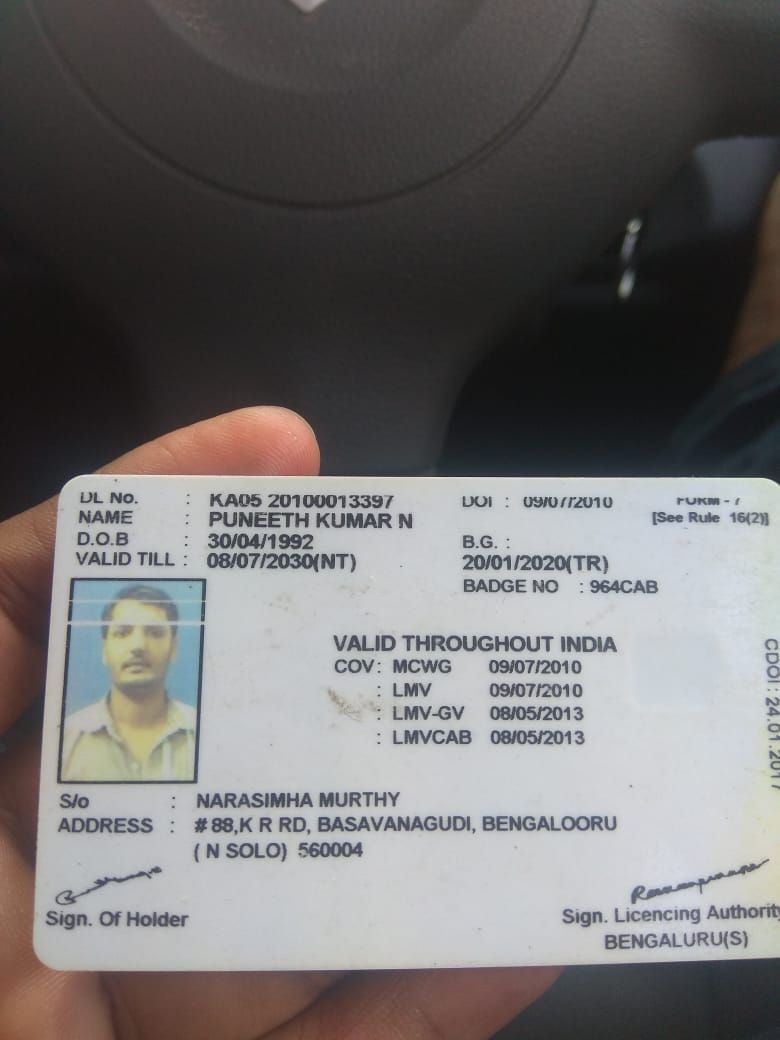 DL No. : KA05 20100013397 DOI : 09/07/2010 FORM - 7
NAME : PUNEETH KUMAR N [See Rule 16(2)]
D.O.B : 30/04/1992 B.G. :
VALID TILL : 08/07/2030(NT) 20/01/2020(TR)
BADGE NO : 964CAB
VALID THROUGHOUT INDIA
COV : MCWG 09/07/2010
: LMV 09/07/2010
: LMV-GV 08/05/2013
: LMVCAB 08/05/2013
CDOI : 24.01.2017
S/o : NARASIMHA MURTHY
ADDRESS : # 88,K R RD, BASAVANAGUDI, BENGALOORU
( N SOLO) 560004
Sign. Of Holder
Sign. Licencing Authority
BENGALURU(S)